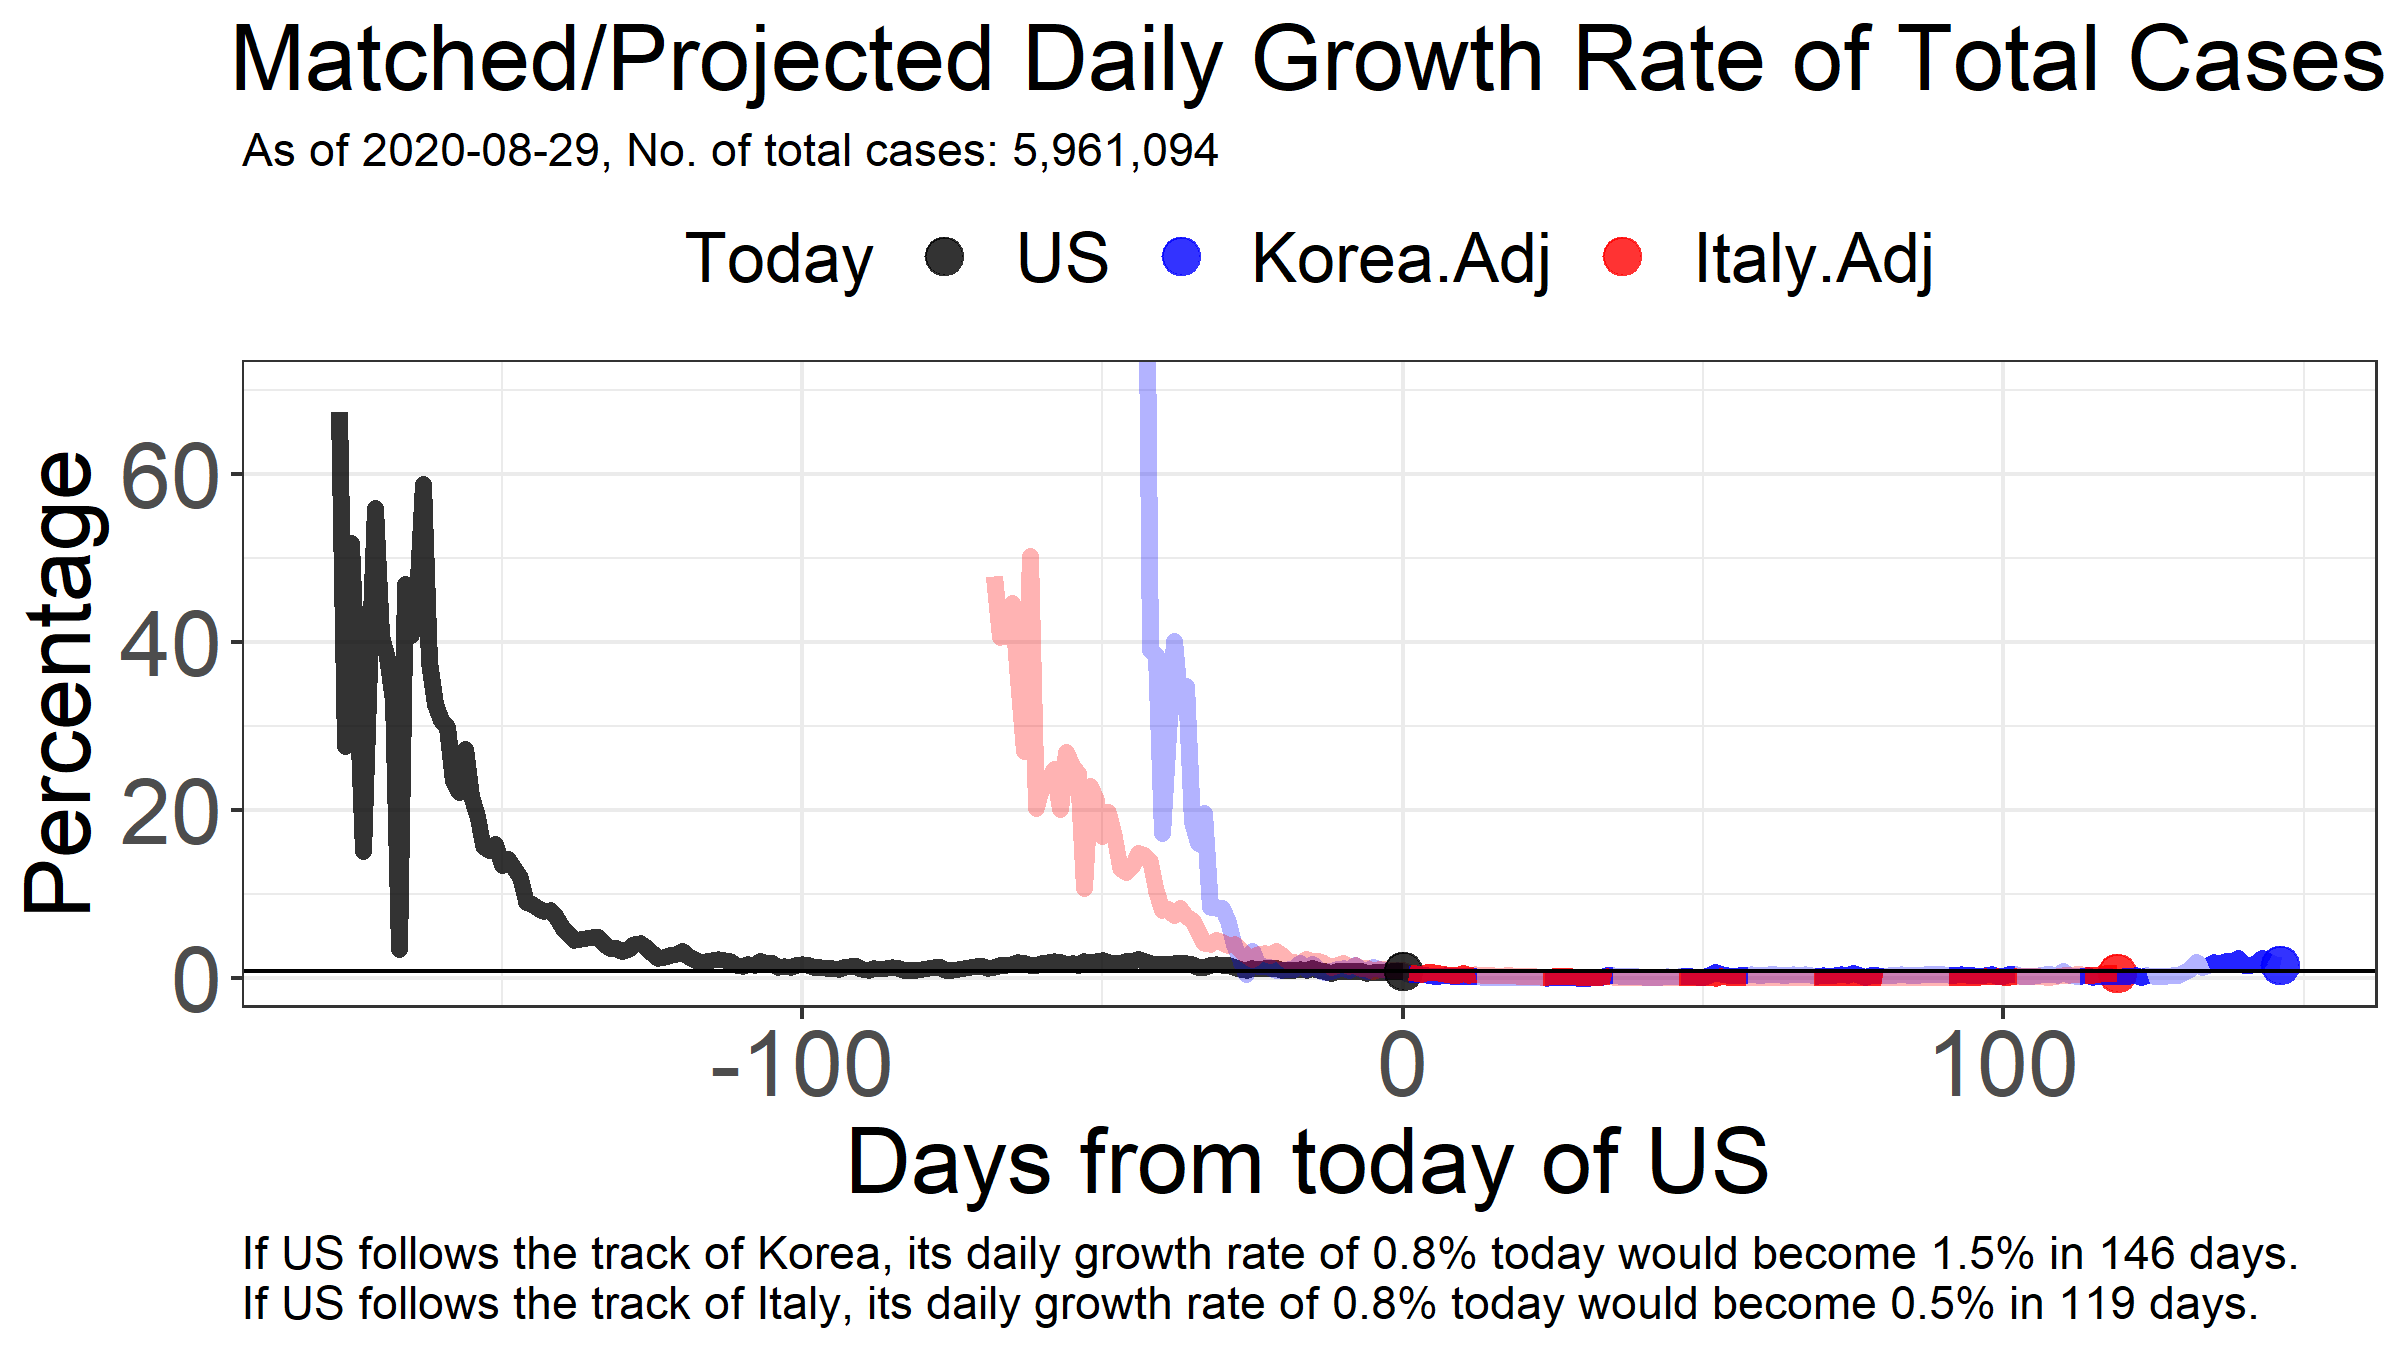 Matched/Projected Daily Growth Rate of Total Cases
As of 2020-08-29, No. of total cases: 5,961,094
Today US Korea.Adj Italy.Adj
Percentage
60
40
20
0
-100 0 100
Days from today of US
If US follows the track of Korea, its daily growth rate of 0.8% today would become 1.5% in 146 days.
If US follows the track of Italy, its daily growth rate of 0.8% today would become 0.5% in 119 days.